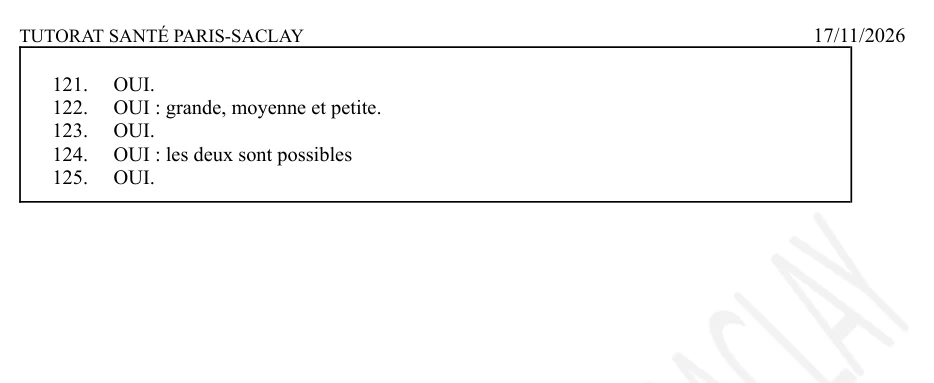 TUTORAT SANTÉ PARIS-SACLAY 17/11/2026
121. OUI.
122. OUI : grande, moyenne et petite.
123. OUI.
124. OUI : les deux sont possibles
125. OUI.
SACLAY